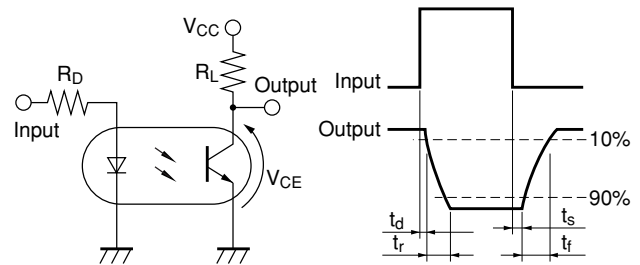 V_CC
R_D
R_L
Output
Input
V_CE
Input
Output
10%
90%
t_d
t_s
t_r
t_f